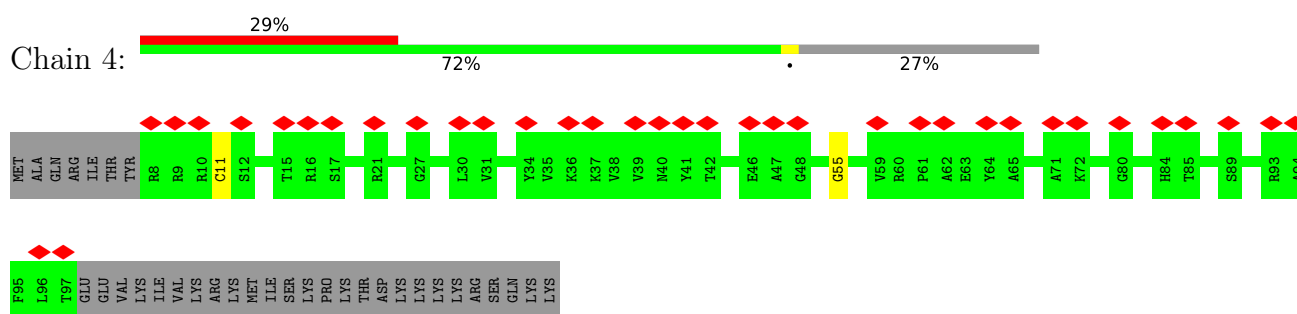 29%
Chain 4:
72% • 27%
MET ALA GLN ARG ILE THR TYR R8 R9 R10 C11 S12 T15 R16 S17 R21 G27 L30 V31 Y34 V35 K36 K37 V38 V39 N40 Y41 T42 E46 A47 G48 G55 V59 R60 P61 A62 E63 Y64 A65 A71 K72 G80 H84 T85 S89 R93 A94
F95 L96 T97 GLU GLU VAL LYS ILE VAL LYS ARG LYS MET ILE SER LYS PRO LYS THR ASP LYS LYS LYS LYS ARG SER GLN LYS LYS